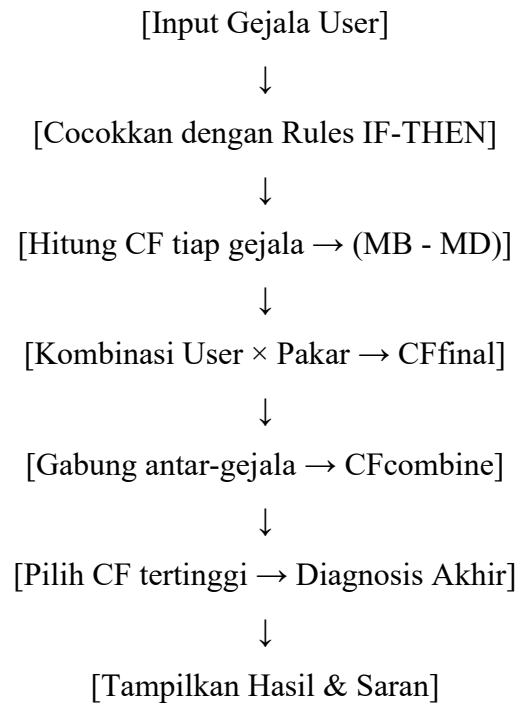 [Input Gejala User]
↓
[Cocokkan dengan Rules IF-THEN]
↓
[Hitung CF tiap gejala → (MB - MD)]
↓
[Kombinasi User × Pakar → CFfinal]
↓
[Gabung antar-gejala → CFcombine]
↓
[Pilih CF tertinggi → Diagnosis Akhir]
↓
[Tampilkan Hasil & Saran]